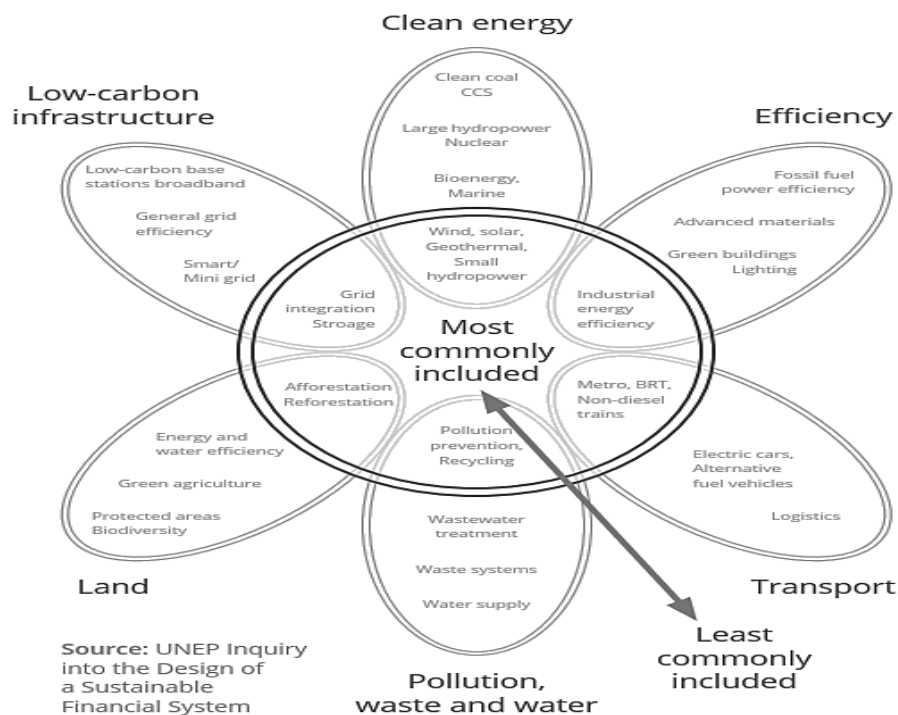 Clean energy
Clean coal
CCS
Large hydropower
Nuclear
Bioenergy,
Marine
Wind, solar,
Geothermal,
Small
hydropower
Low-carbon
infrastructure
Low-carbon base
stations broadband
General grid
efficiency
Smart/
Mini grid
Grid
integration
Stroage
Efficiency
Fossil fuel
power efficiency
Advanced materials
Green buildings
Lighting
Industrial
energy
efficiency
Most
commonly
included
Afforestation
Reforestation
Energy and
water efficiency
Green agriculture
Protected areas
Biodiversity
Land
Pollution
prevention,
Recycling
Wastewater
treatment
Waste systems
Water supply
Pollution,
waste and water
Metro, BRT,
Non-diesel
trains
Electric cars,
Alternative
fuel vehicles
Logistics
Transport
Least
commonly
included
Source: UNEP Inquiry
into the Design of
a Sustainable
Financial System